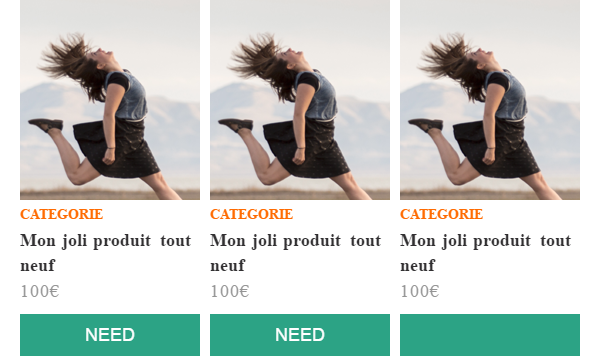 CATEGORIE
Mon joli produit tout
neuf
100€
NEED
CATEGORIE
Mon joli produit tout
neuf
100€
NEED
CATEGORIE
Mon joli produit tout
neuf
100€